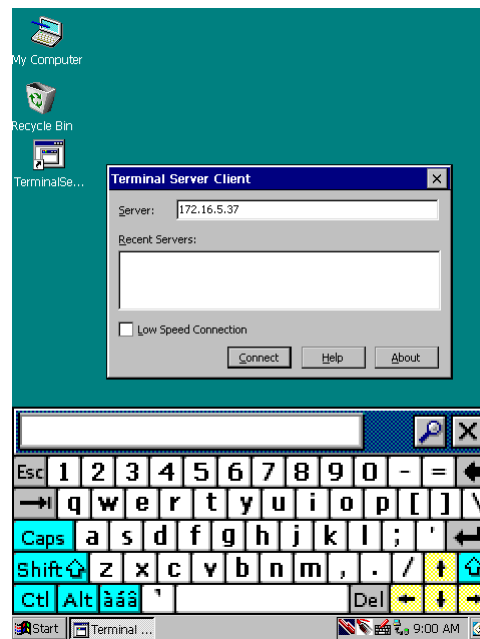 My Computer
Recycle Bin
TerminalSe...
Terminal Server Client
Server: 172.16.5.37
Recent Servers:
Low Speed Connection
Connect Help About
Esc 1 2 3 4 5 6 7 8 9 0 - =
q w e r t y u i o p [ ] \
Caps a s d f g h j k l ; '
Shift z x c v b n m , . /
Ctl Alt àáâ ' Del
Start Terminal ... 9:00 AM